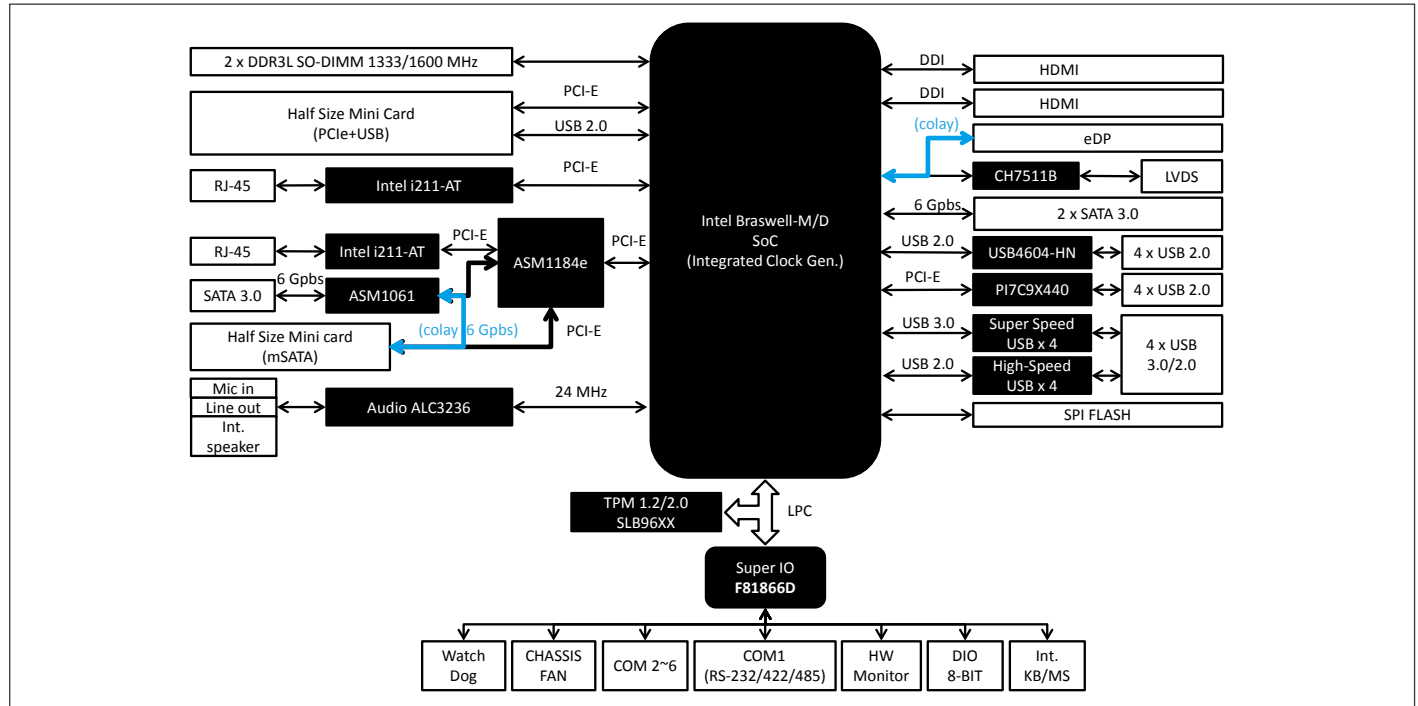 2 x DDR3L SO-DIMM 1333/1600 MHz
Half Size Mini Card
(PCIe+USB)
PCI-E
USB 2.0
RJ-45
Intel i211-AT
PCI-E
RJ-45
Intel i211-AT
PCI-E
ASM1184e
PCI-E
6 Gpbs
SATA 3.0
ASM1061
(colay 6 Gpbs)
PCI-E
Half Size Mini card
(mSATA)
Mic in
Line out
Int.
speaker
Audio ALC3236
24 MHz
Intel Braswell-M/D
SoC
(Integrated Clock Gen.)
DDI
HDMI
DDI
HDMI
(colay)
eDP
CH7511B
LVDS
6 Gpbs
2 x SATA 3.0
USB 2.0
USB4604-HN
4 x USB 2.0
PCI-E
PI7C9X440
4 x USB 2.0
USB 3.0
Super Speed
USB x 4
USB 2.0
High-Speed
USB x 4
4 x USB
3.0/2.0
SPI FLASH
TPM 1.2/2.0
SLB96XX
LPC
Super IO
F81866D
Watch
Dog
CHASSIS
FAN
COM 2~6
COM1
(RS-232/422/485)
HW
Monitor
DIO
8-BIT
Int.
KB/MS